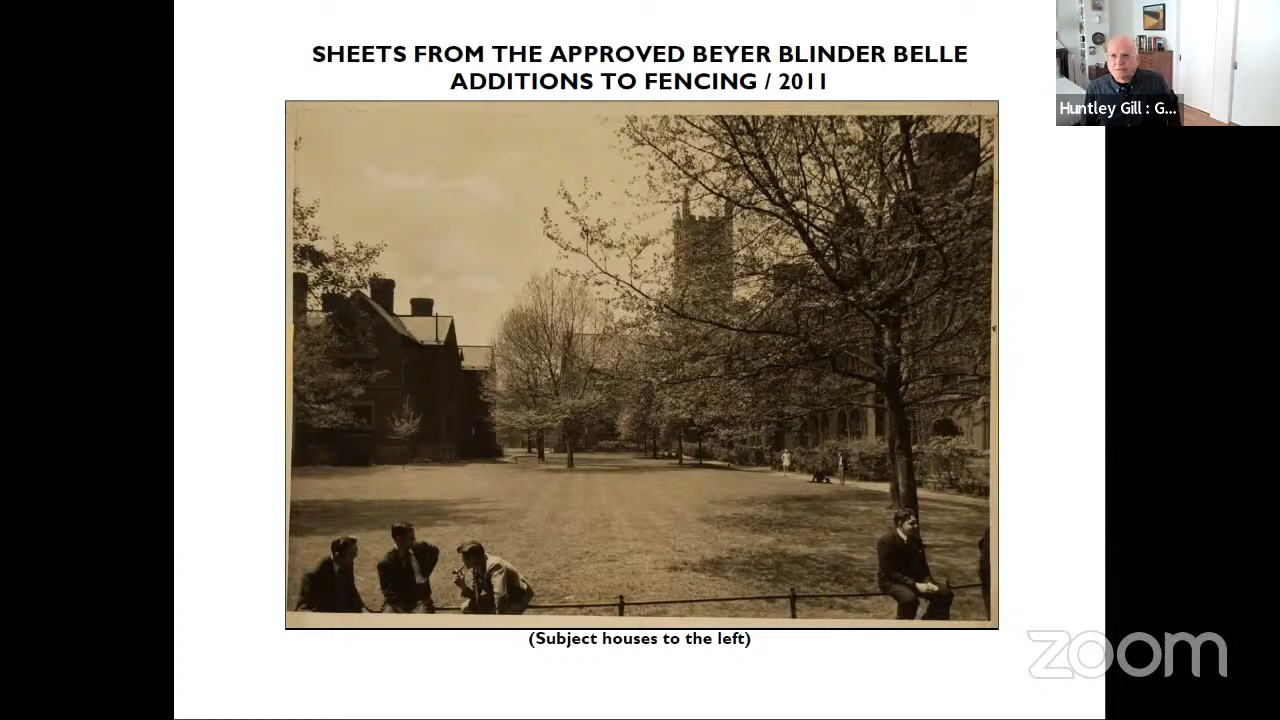 SHEETS FROM THE APPROVED BEYER BLINDER BELLE
ADDITIONS TO FENCING / 2011
Huntley Gill : G...
(Subject houses to the left)
zoom